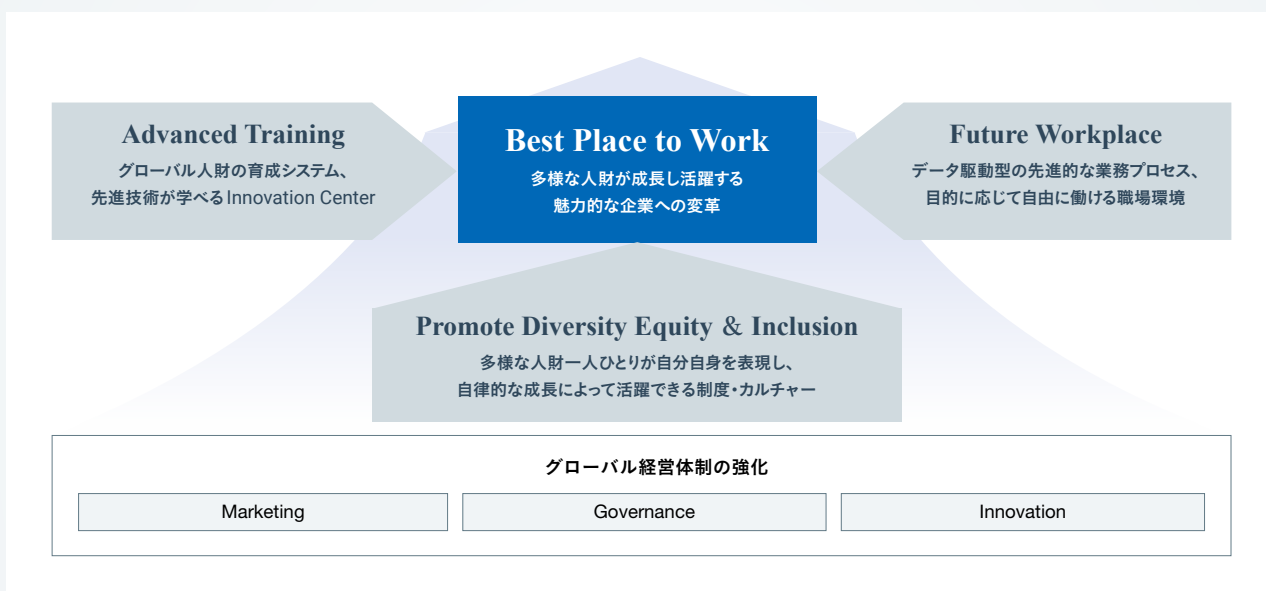 Advanced Training
グローバル人財の育成システム、
先進技術が学べるInnovation Center
Best Place to Work
多様な人財が成長し活躍する
魅力的な企業への変革
Future Workplace
データ駆動型の先進的な業務プロセス、
目的に応じて自由に働ける職場環境
Promote Diversity Equity & Inclusion
多様な人財一人ひとりが自分自身を表現し、
自律的な成長によって活躍できる制度・カルチャー
グローバル経営体制の強化
Marketing
Governance
Innovation